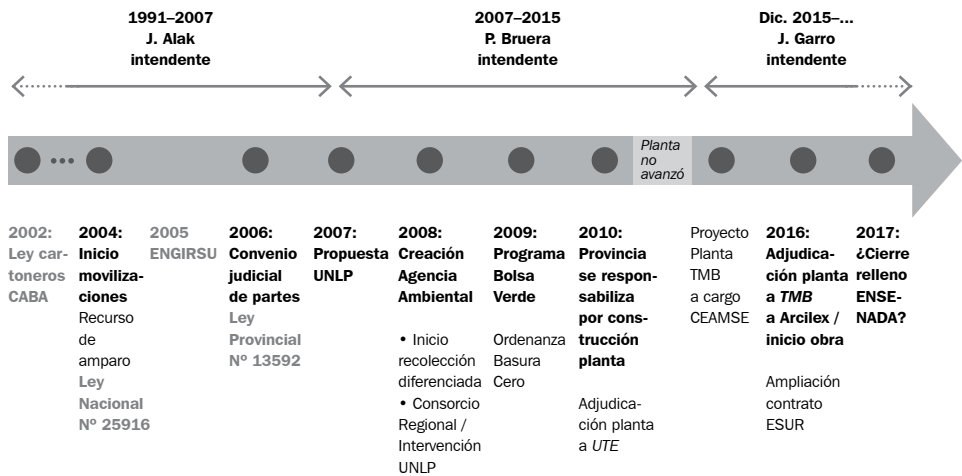 1991–2007
J. Alak
intendente
2007–2015
P. Bruera
intendente
Dic. 2015–...
J. Garro
intendente
Planta
no
avanzó
2002:
Ley car-
toneros
CABA
2004:
Inicio
moviliza-
ciones
Recurso
de
amparo
Ley
Nacional
Nº 25916
2005
ENGIRSU
2006:
Convenio
judicial
de partes
Ley
Provincial
Nº 13592
2007:
Propuesta
UNLP
2008:
Creación
Agencia
Ambiental
• Inicio
recolección
diferenciada
• Consorcio
Regional /
Intervención
UNLP
2009:
Programa
Bolsa
Verde
Ordenanza
Basura
Cero
2010:
Provincia
se respon-
sabiliza
por cons-
trucción
planta
Adjudica-
ción planta
a UTE
Proyecto
Planta
TMB
a cargo
CEAMSE
2016:
Adjudica-
ción planta
a TMB
a Arcilex /
inicio obra
Ampliación
contrato
ESUR
2017:
¿Cierre
relleno
ENSE-
NADA?